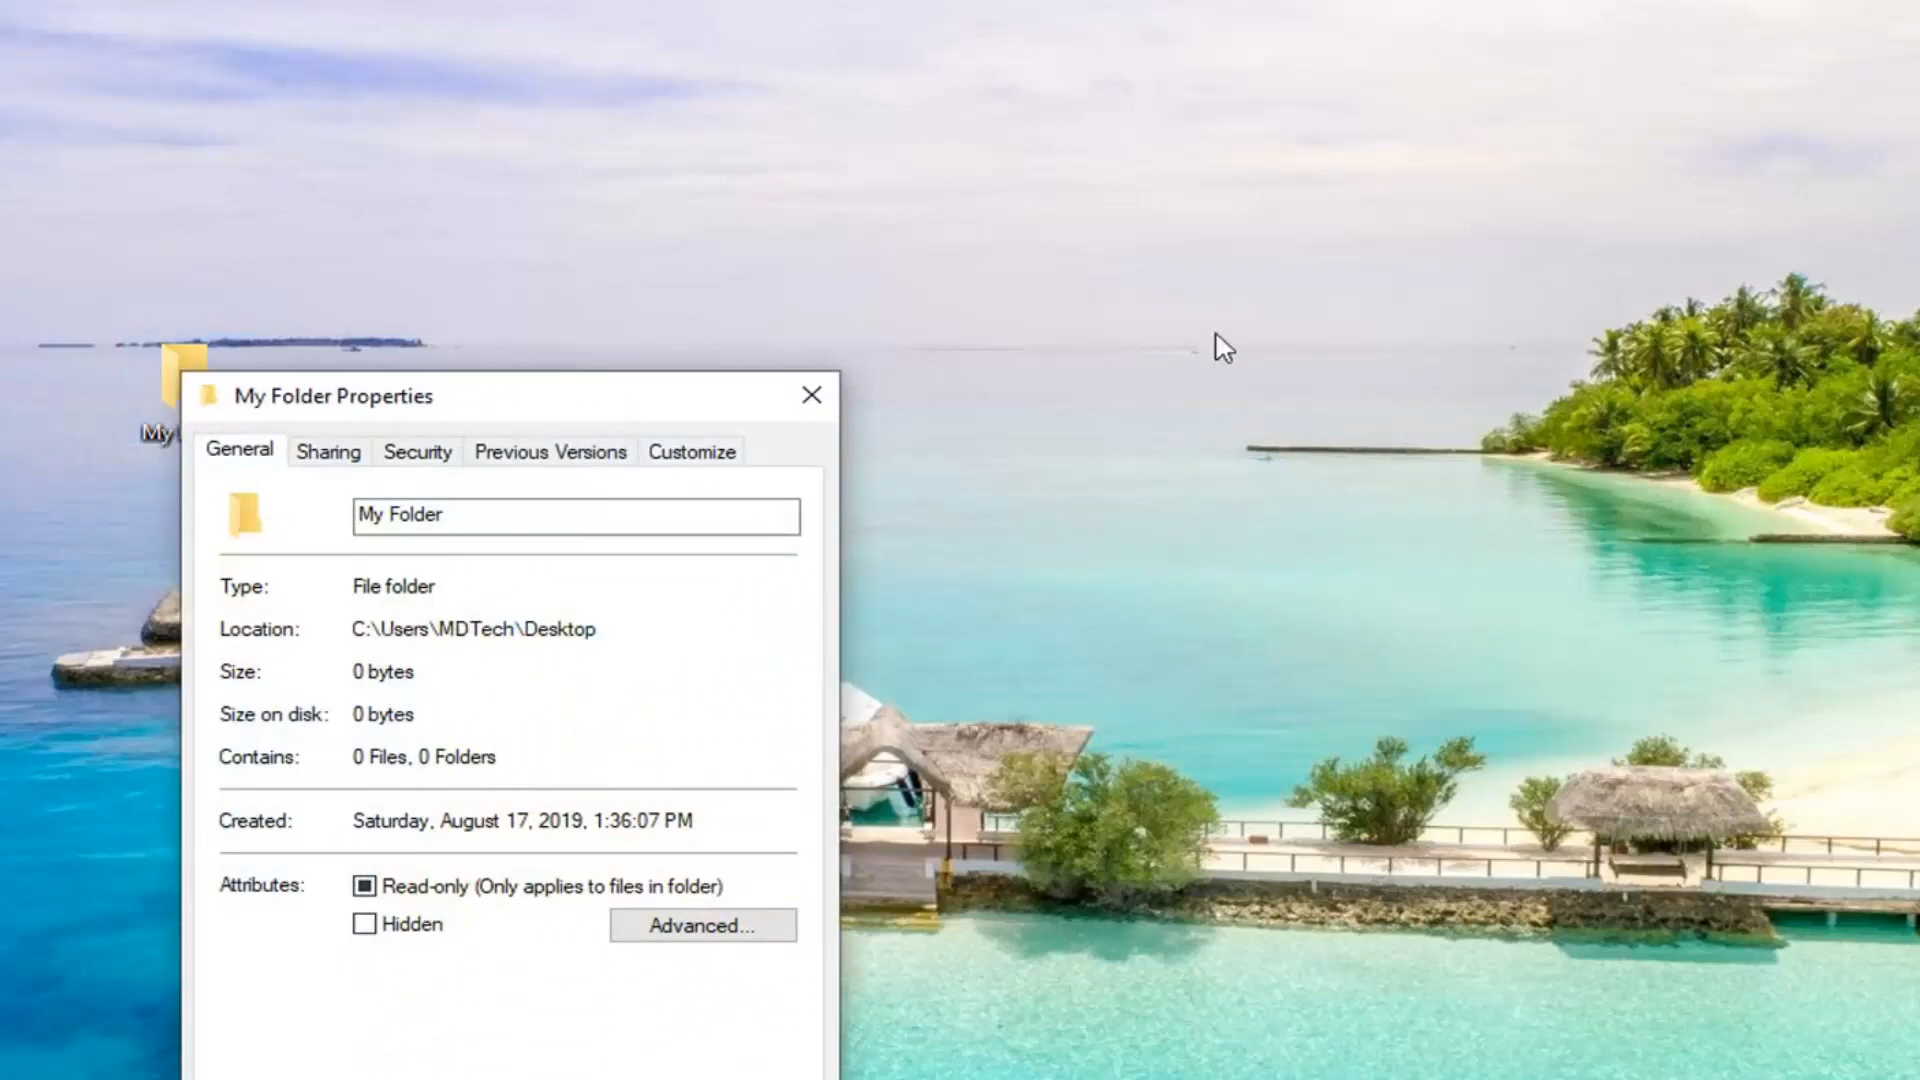 My
My Folder Properties
General Sharing Security Previous Versions Customize
My Folder
Type: File folder
Location: C:\Users\MDTech\Desktop
Size: 0 bytes
Size on disk: 0 bytes
Contains: 0 Files, 0 Folders
Created: Saturday, August 17, 2019, 1:36:07 PM
Attributes: Read-only (Only applies to files in folder)
Hidden Advanced...